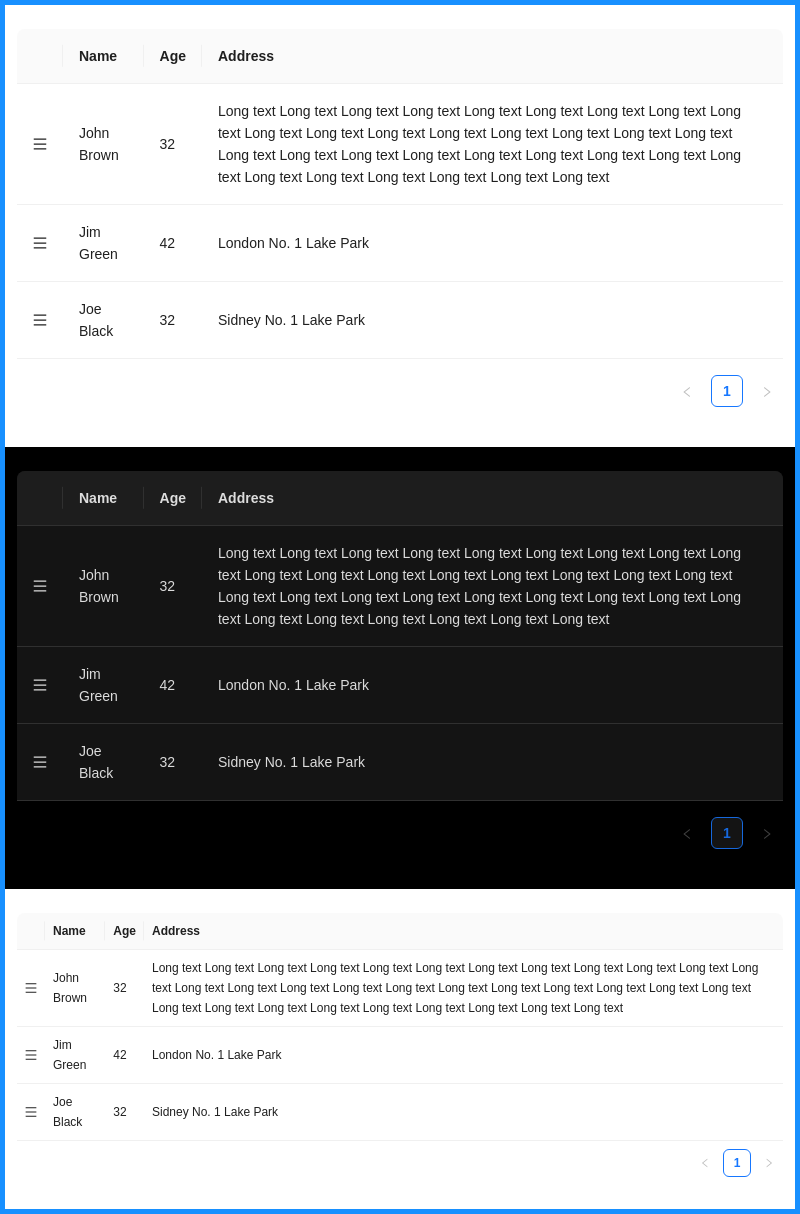 Name Age Address
Long text Long text Long text Long text Long text Long text Long text Long text Long
John text Long text Long text Long text Long text Long text Long text Long text Long text
Brown 32 Long text Long text Long text Long text Long text Long text Long text Long text Long
text Long text Long text Long text Long text Long text Long text
Jim
Green 42 London No. 1 Lake Park
Joe
Black 32 Sidney No. 1 Lake Park
1
Name Age Address
Long text Long text Long text Long text Long text Long text Long text Long text Long
John text Long text Long text Long text Long text Long text Long text Long text Long text
Brown 32 Long text Long text Long text Long text Long text Long text Long text Long text Long
text Long text Long text Long text Long text Long text Long text
Jim
Green 42 London No. 1 Lake Park
Joe
Black 32 Sidney No. 1 Lake Park
1
Name Age Address
Long text Long text Long text Long text Long text Long text Long text Long text Long text Long text Long text Long
John
Brown 32 text Long text Long text Long text Long text Long text Long text Long text Long text Long text Long text Long text
Long text Long text Long text Long text Long text Long text Long text Long text Long text
Jim
Green 42 London No. 1 Lake Park
Joe
Black 32 Sidney No. 1 Lake Park
1